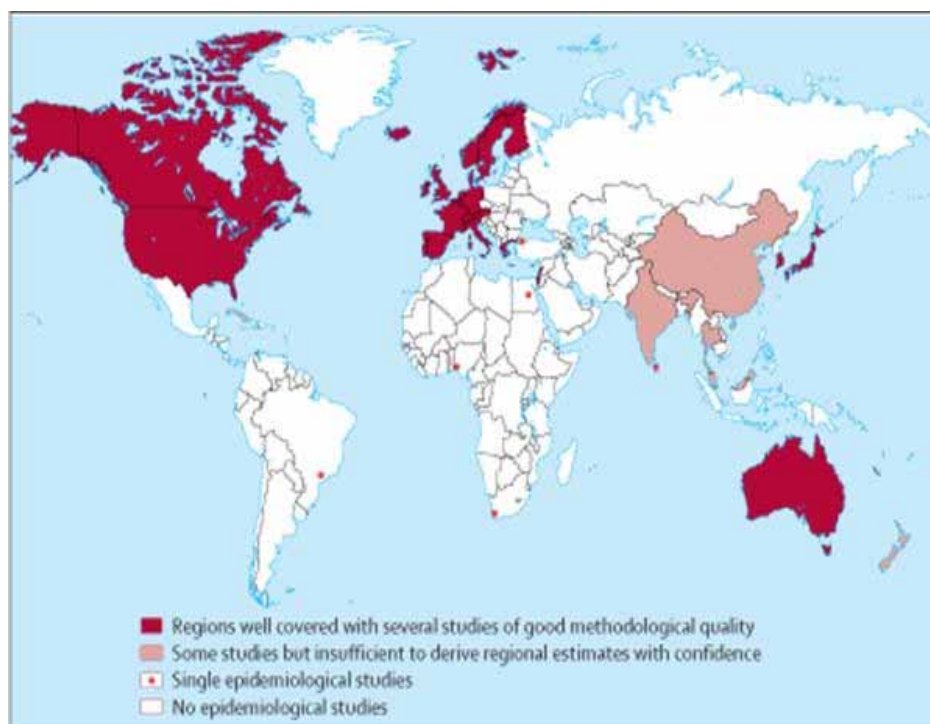 Regions well covered with several studies of good methodological quality
Some studies but insufficient to derive regional estimates with confidence
Single epidemiological studies
No epidemiological studies